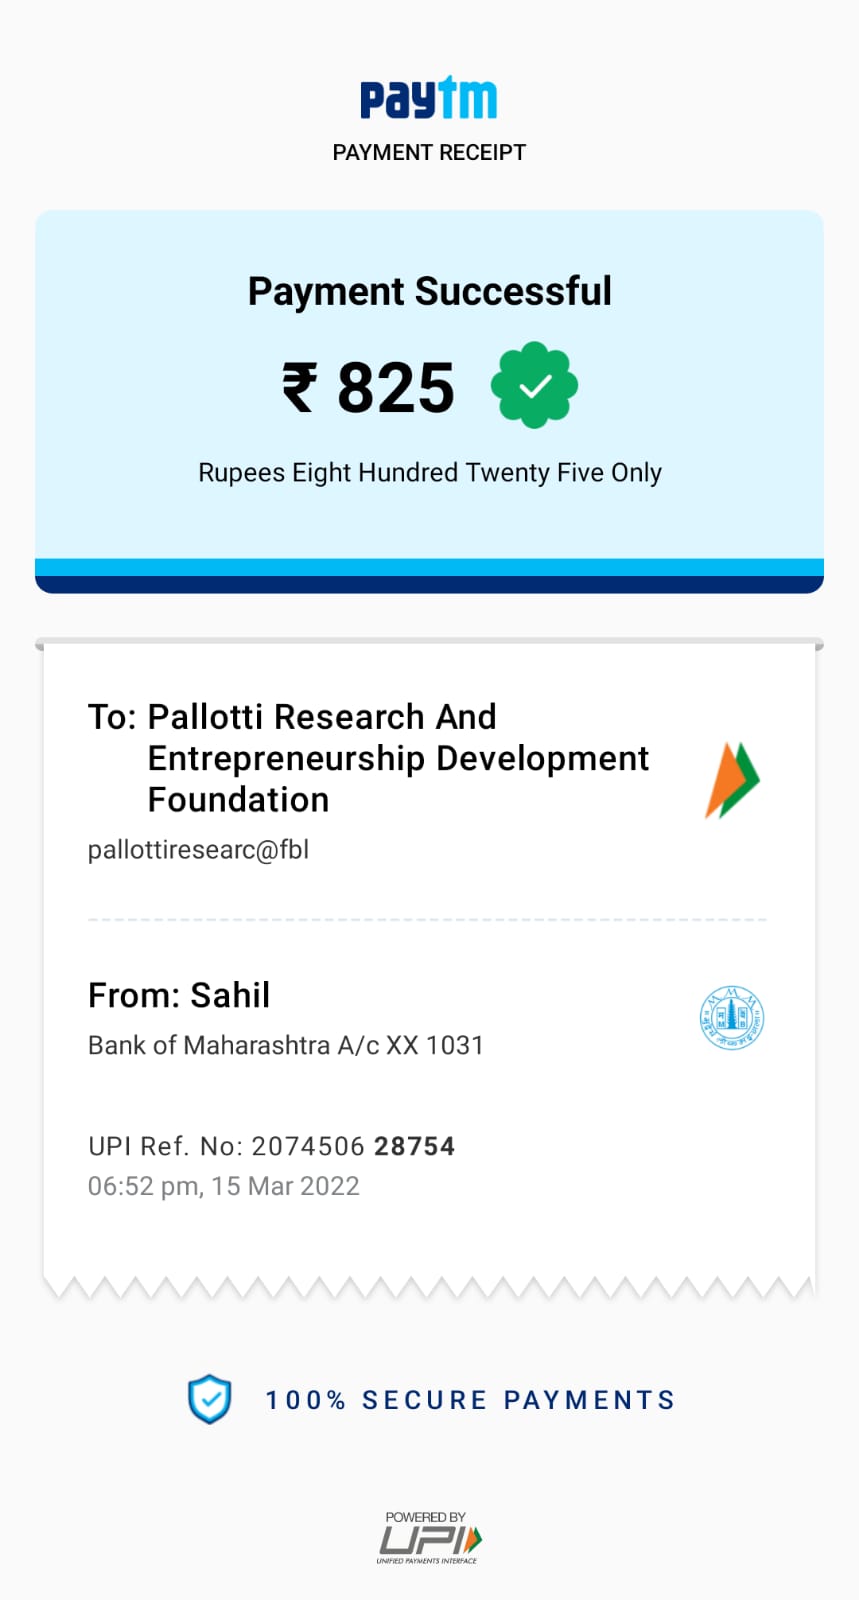 paytm
PAYMENT RECEIPT
Payment Successful
₹ 825
Rupees Eight Hundred Twenty Five Only
To: Pallotti Research And
Entrepreneurship Development
Foundation
pallottiresearc@fbl
From: Sahil
Bank of Maharashtra A/c XX 1031
UPI Ref. No: 2074506 28754
06:52 pm, 15 Mar 2022
100% SECURE PAYMENTS
POWERED BY
UPI
UNIFIED PAYMENTS INTERFACE